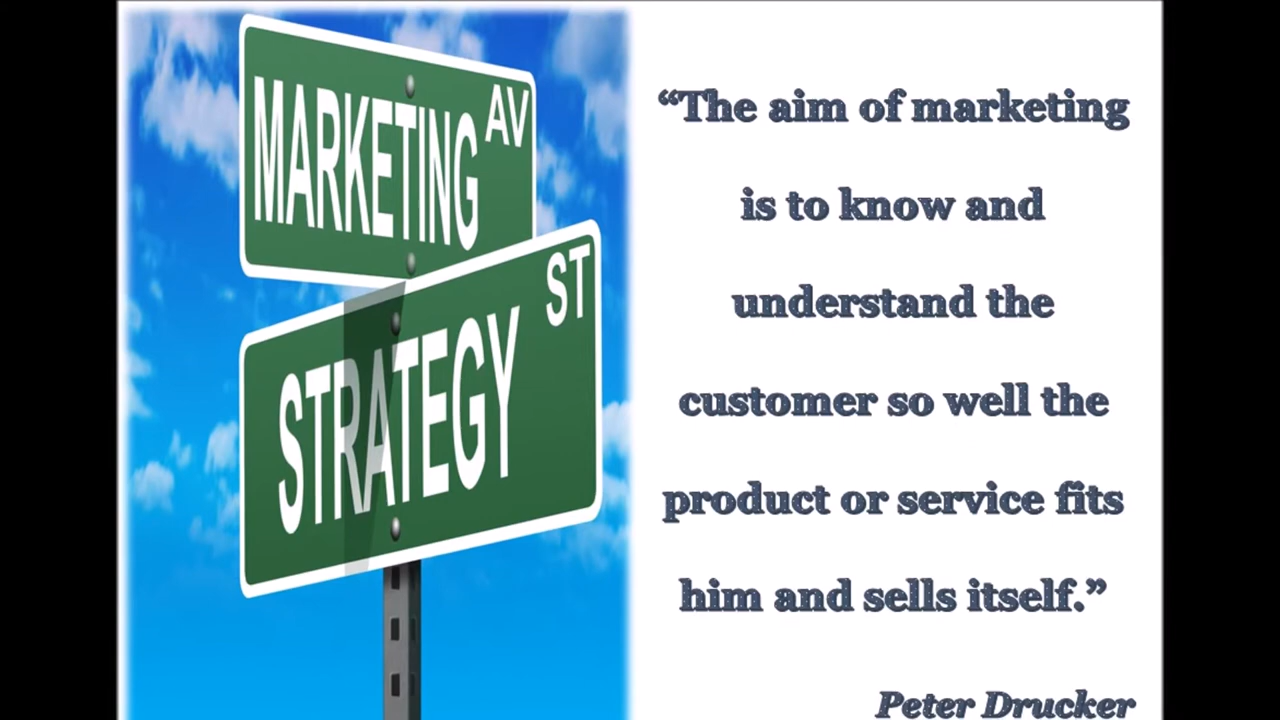 MARKETING AV
STRATEGY ST
“The aim of marketing
is to know and
understand the
customer so well the
product or service fits
him and sells itself.”
Peter Drucker